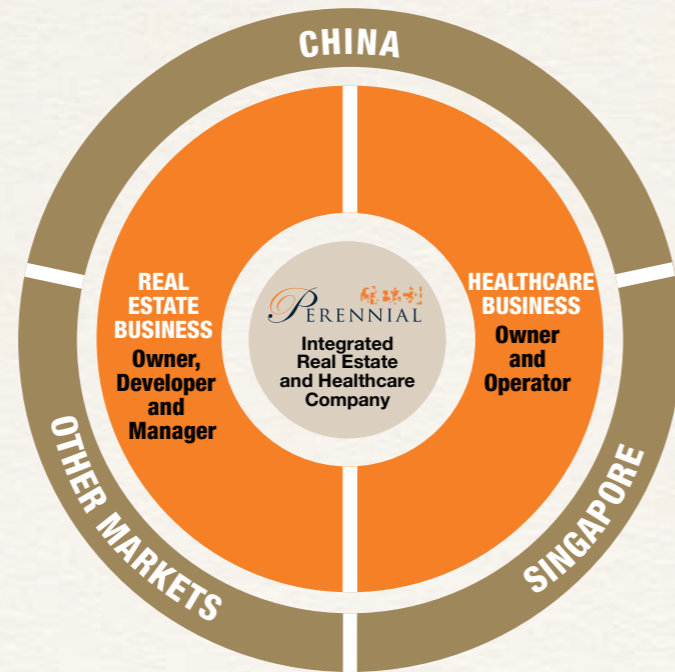 CHINA
REAL
ESTATE
BUSINESS
Owner,
Developer
and
Manager
PERENNIAL
Integrated
Real Estate
and Healthcare
Company
HEALTHCARE
BUSINESS
Owner
and
Operator
OTHER MARKETS
SINGAPORE